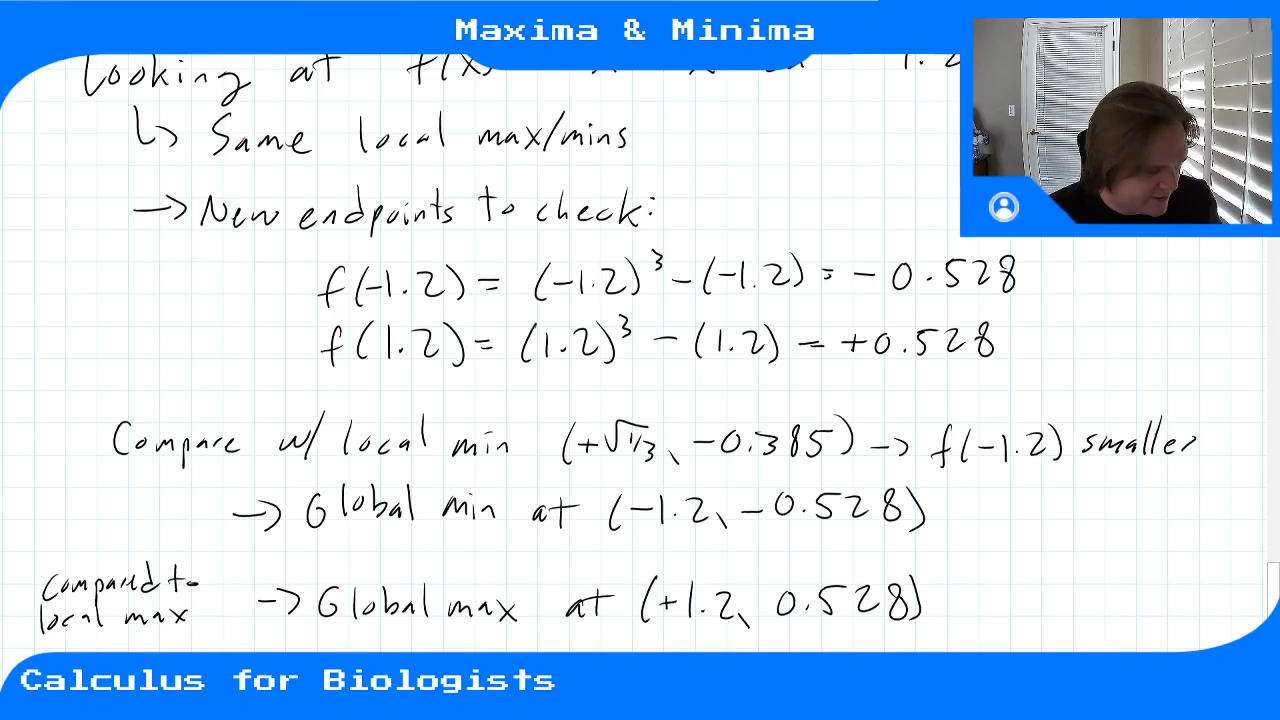 Maxima & Minima
Looking at f(x)
↳ Same local max/mins
→ New endpoints to check:
f(-1.2) = (-1.2)³ - (-1.2) = -0.528
f(1.2) = (1.2)³ - (1.2) = +0.528
Compare w/ local min (+√1/3, -0.385) → f(-1.2) smaller
→ Global min at (-1.2, -0.528)
Compared to
local max
→ Global max at (+1.2, 0.528)
Calculus for Biologists